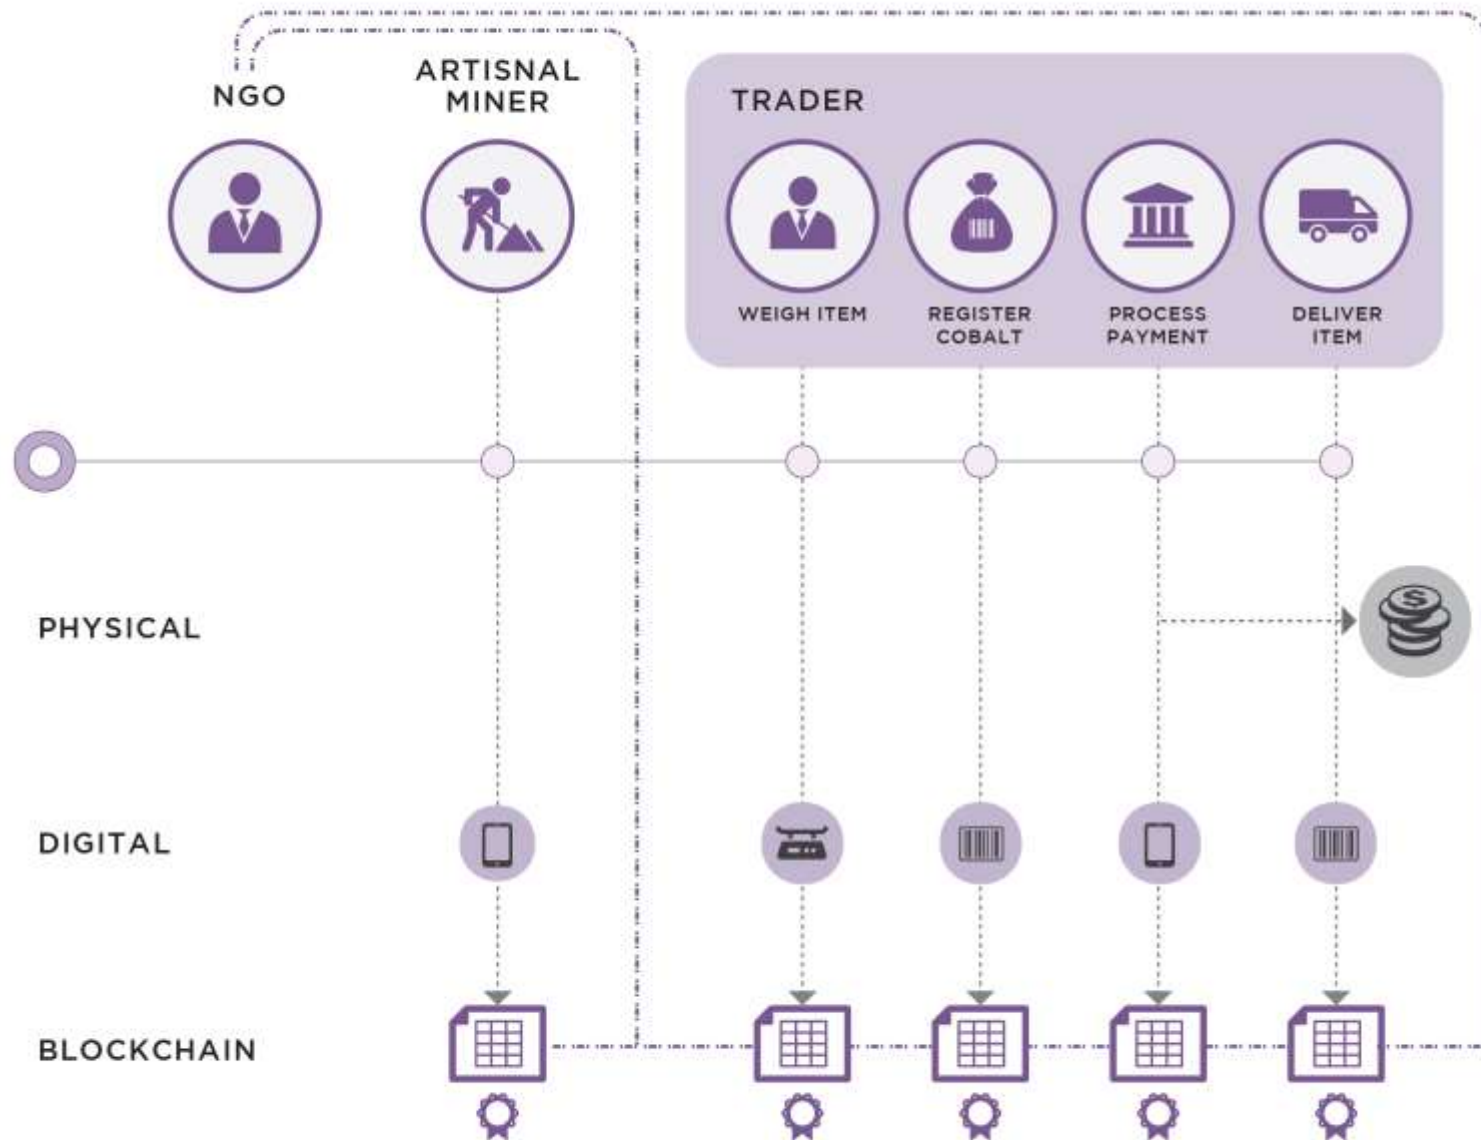 NGO
ARTISNAL
MINER
TRADER
WEIGH ITEM
REGISTER
COBALT
PROCESS
PAYMENT
DELIVER
ITEM
PHYSICAL
$
DIGITAL
BLOCKCHAIN